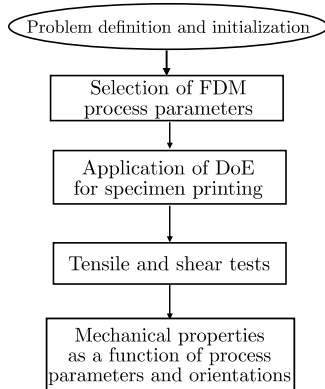 Problem definition and initialization
Selection of FDM
process parameters
Application of DoE
for specimen printing
Tensile and shear tests
Mechanical properties
as a function of process
parameters and orientations